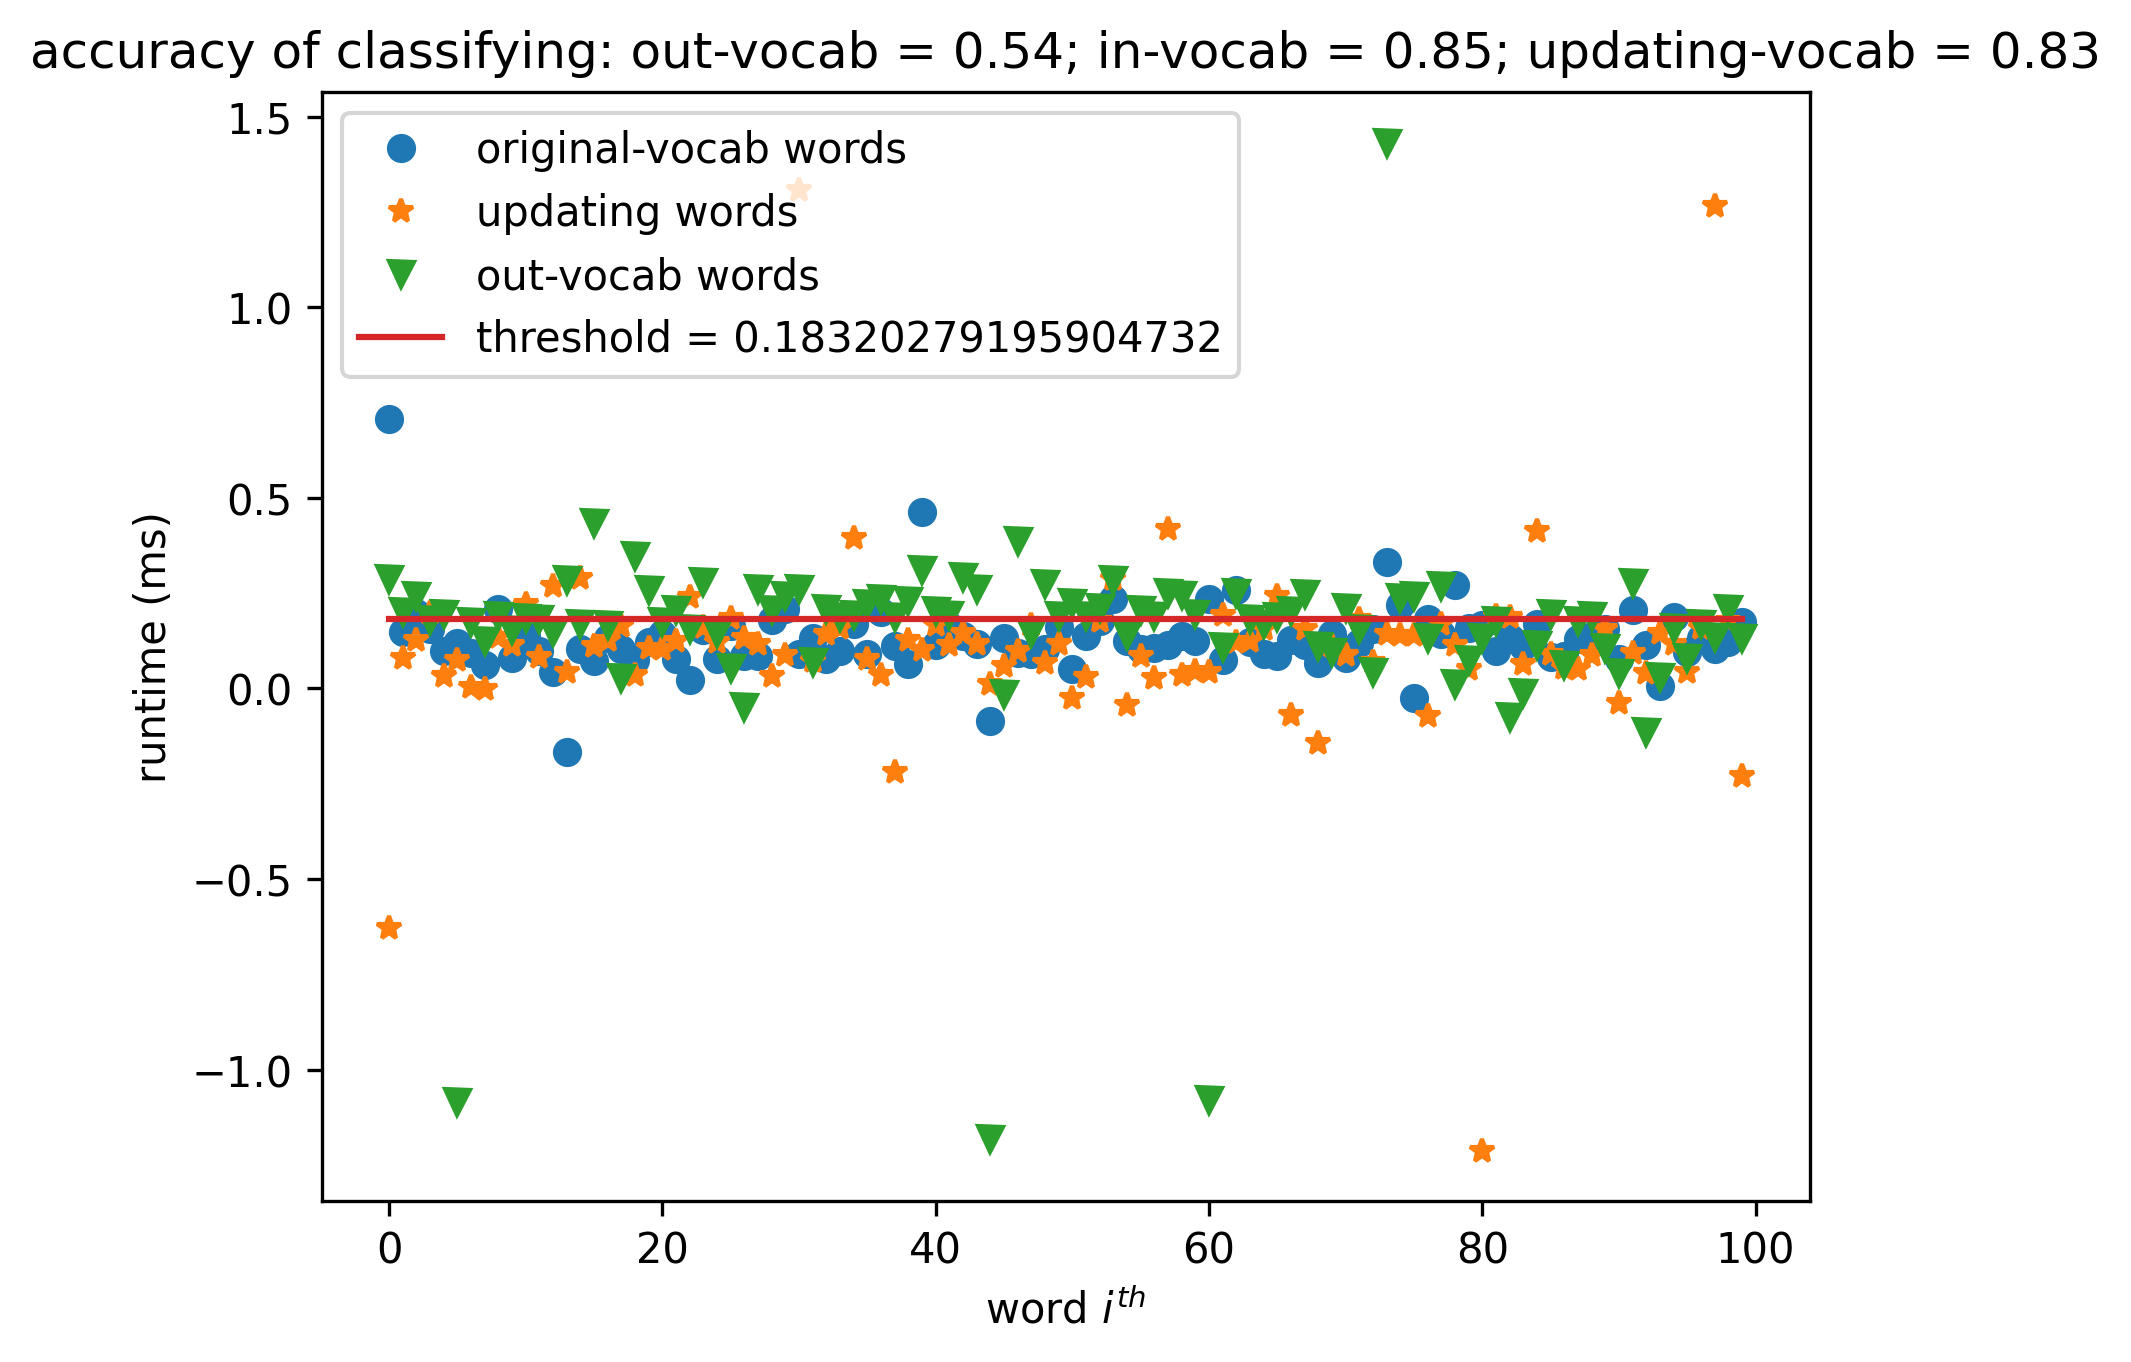 accuracy of classifying: out-vocab = 0.54; in-vocab = 0.85; updating-vocab = 0.83
original-vocab words
updating words
out-vocab words
threshold = 0.18320279195904732
runtime (ms)
1.5
1.0
0.5
0.0
−0.5
−1.0
0 20 40 60 80 100
word i^th